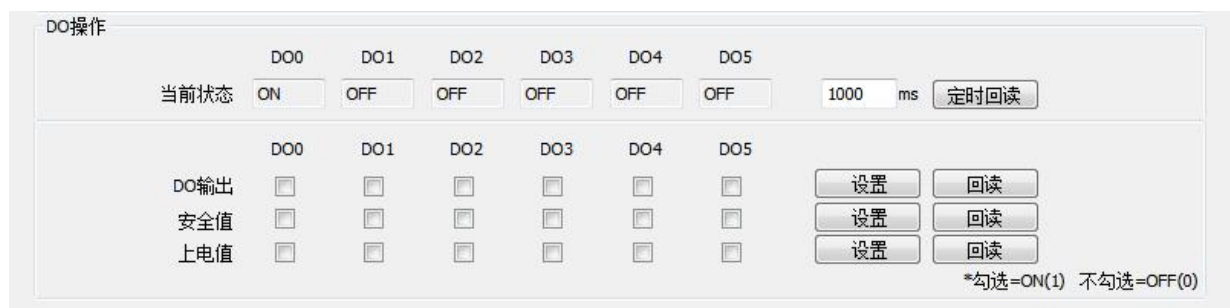 DO操作
DO0 DO1 DO2 DO3 DO4 DO5
当前状态 ON OFF OFF OFF OFF OFF 1000 ms 定时回读
DO0 DO1 DO2 DO3 DO4 DO5
DO输出 设置 回读
安全值 设置 回读
上电值 设置 回读
*勾选=ON(1) 不勾选=OFF(0)